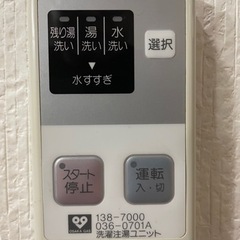 残り湯 湯 水
洗い 洗い 洗い
選択
▼
水すすぎ
スタート
停止
運転
入・切
138-7000
036-0701A
OSAKA GAS
洗濯注湯ユニット